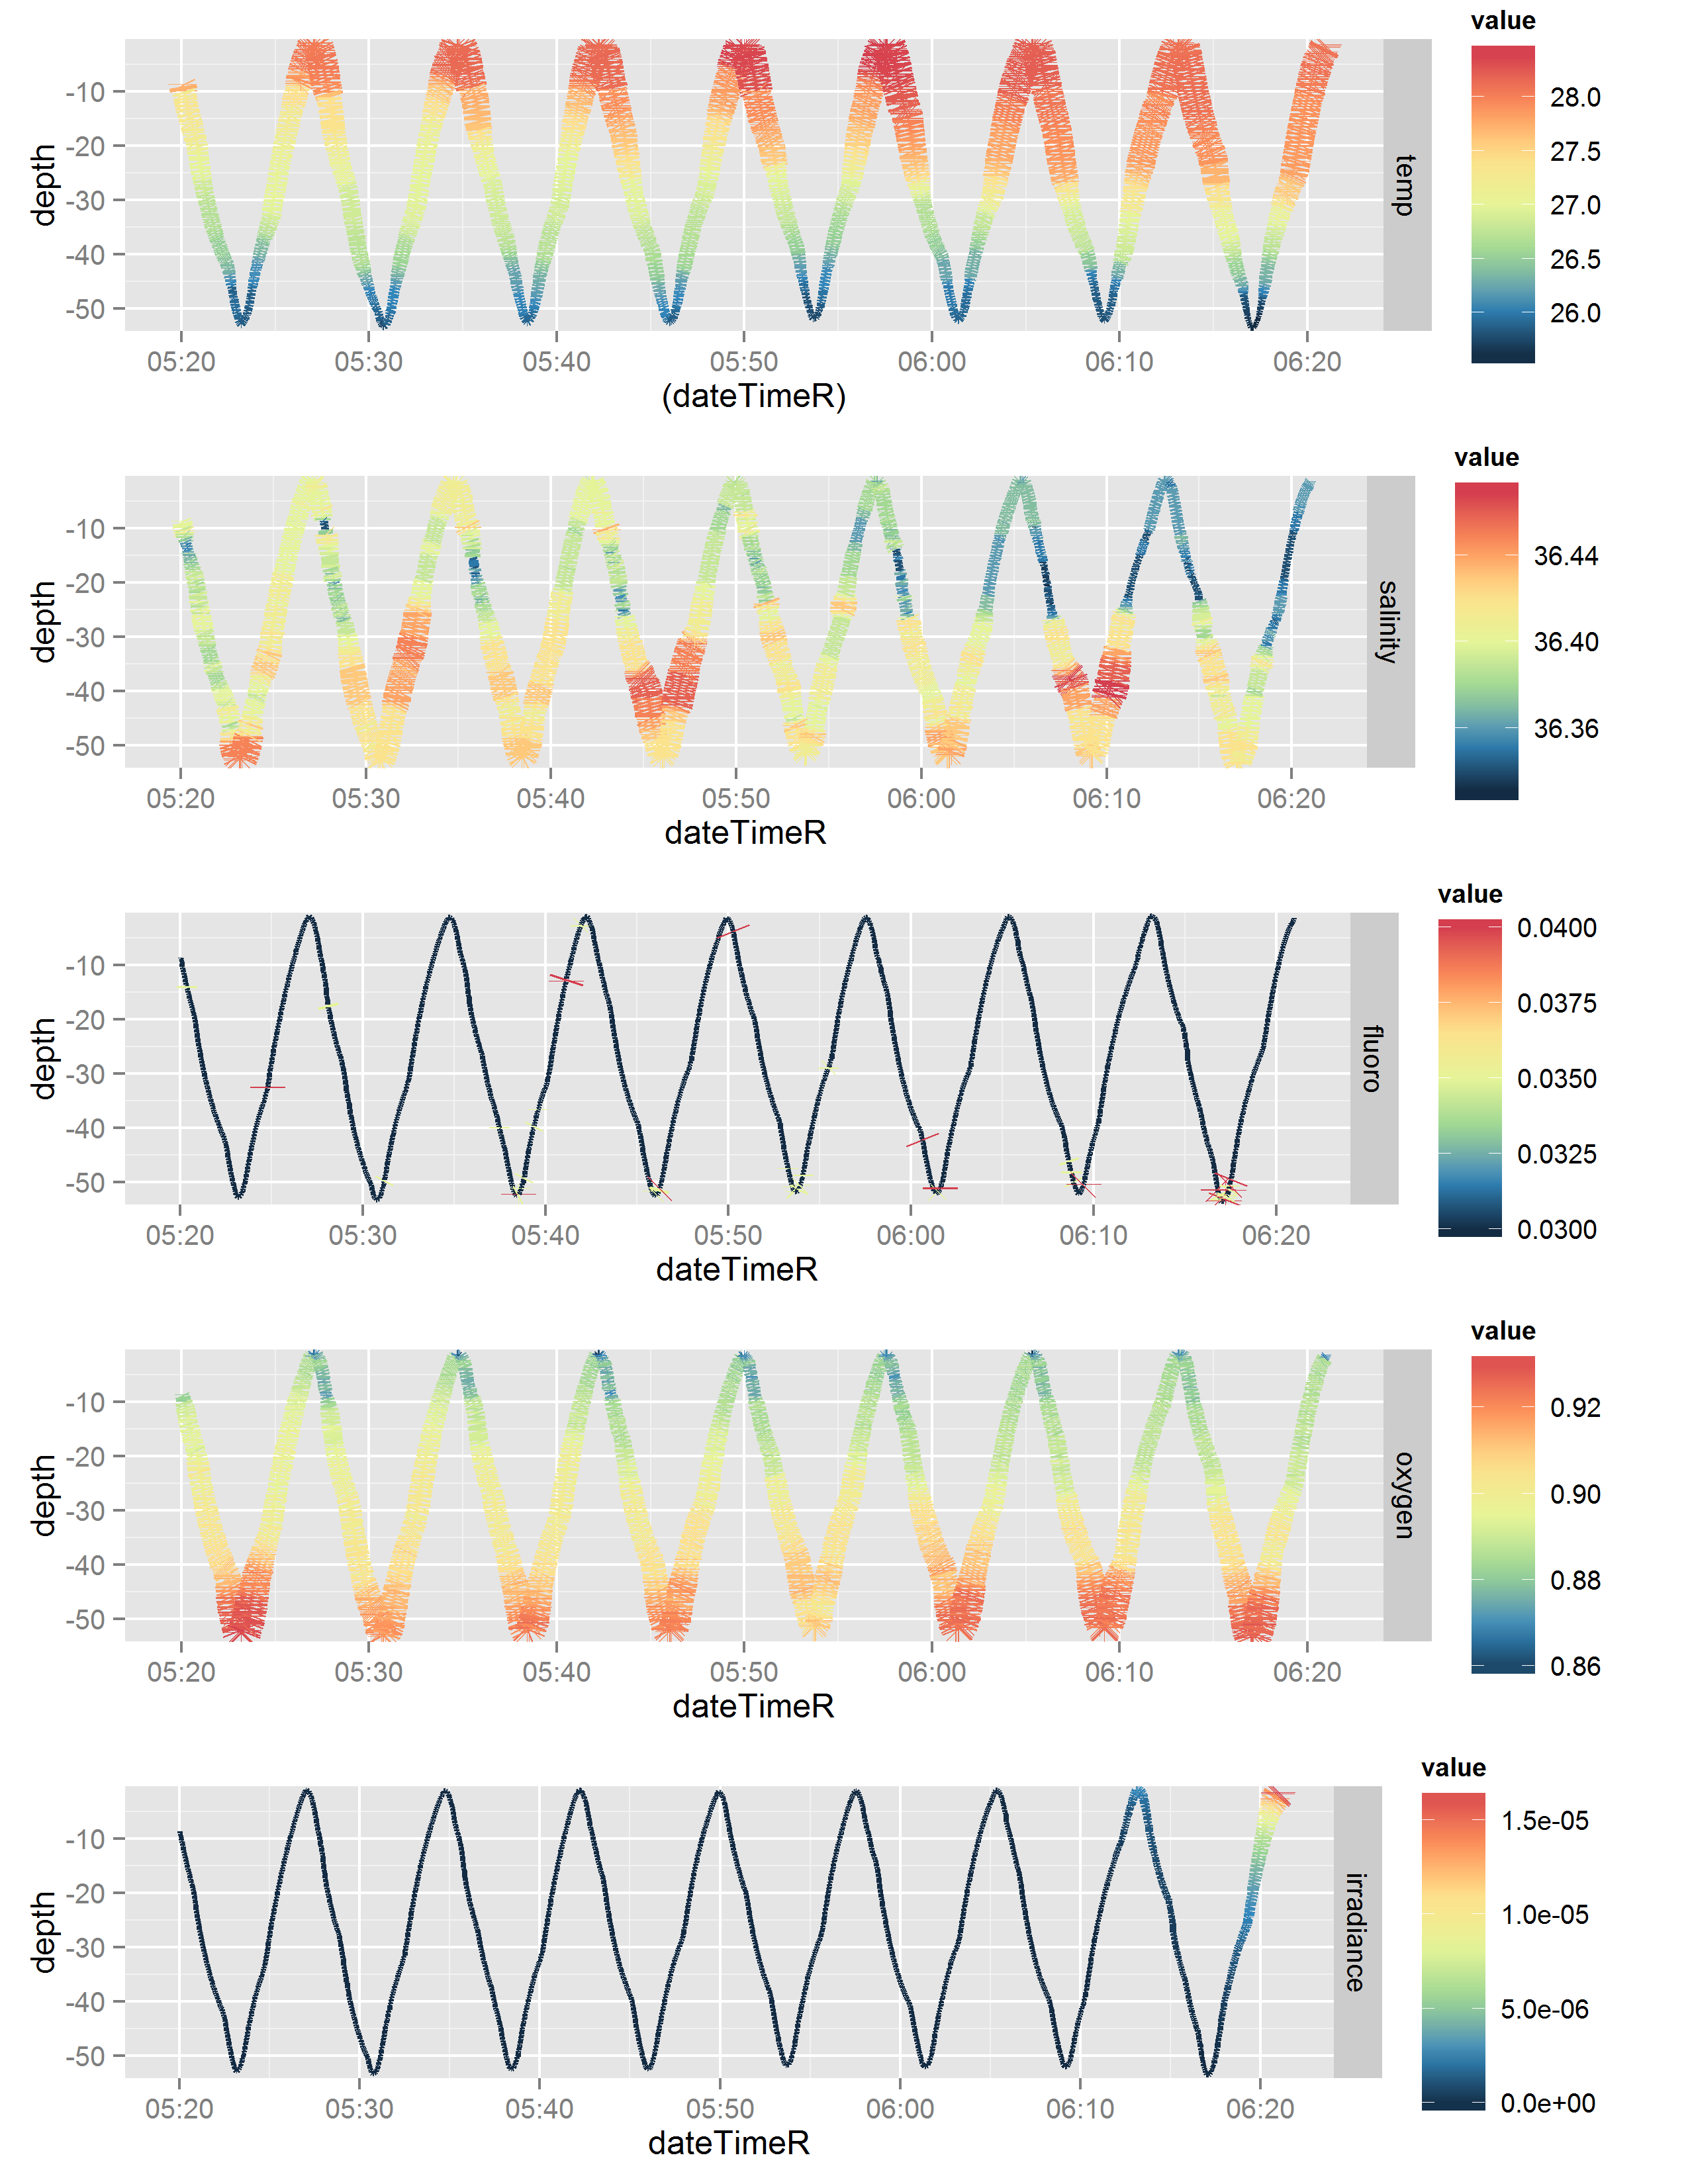 value
depth
-10
-20
-30
-40
-50
temp
28.0
27.5
27.0
26.5
26.0
05:20 05:30 05:40 05:50 06:00 06:10 06:20
(dateTimeR)
value
depth
-10
-20
-30
-40
-50
salinity
36.44
36.40
36.36
05:20 05:30 05:40 05:50 06:00 06:10 06:20
dateTimeR
value
depth
-10
-20
-30
-40
-50
fluoro
0.0400
0.0375
0.0350
0.0325
0.0300
05:20 05:30 05:40 05:50 06:00 06:10 06:20
dateTimeR
value
depth
-10
-20
-30
-40
-50
oxygen
0.92
0.90
0.88
0.86
05:20 05:30 05:40 05:50 06:00 06:10 06:20
dateTimeR
value
depth
-10
-20
-30
-40
-50
irradiance
1.5e-05
1.0e-05
5.0e-06
0.0e+00
05:20 05:30 05:40 05:50 06:00 06:10 06:20
dateTimeR